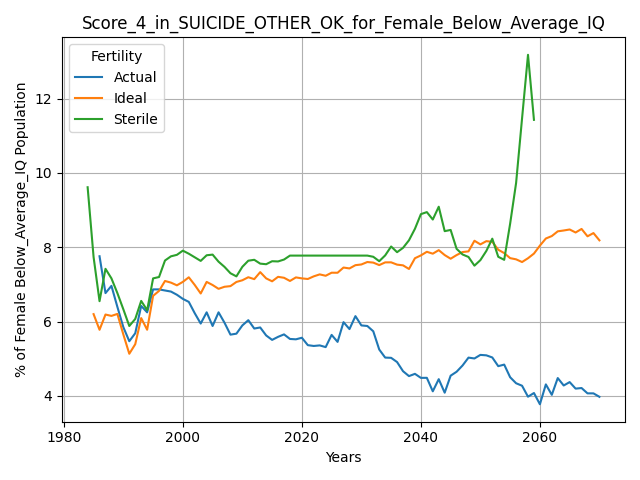 Score_4_in_SUICIDE_OTHER_OK_for_Female_Below_Average_IQ
Fertility
Actual
Ideal
Sterile
% of Female Below_Average_IQ Population
12
10
8
6
4
1980
2000
2020
2040
2060
Years